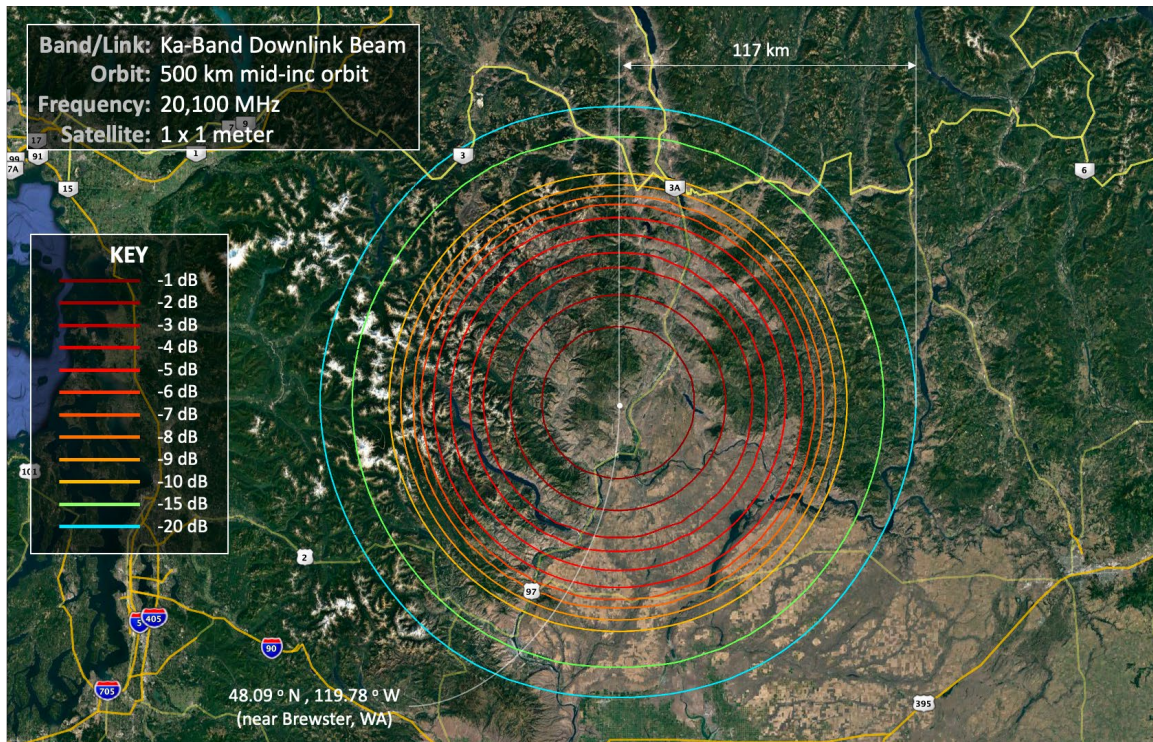 Band/Link: Ka-Band Downlink Beam
Orbit: 500 km mid-inc orbit
Frequency: 20,100 MHz
Satellite: 1 x 1 meter
117 km
7
9
17
99
91
7A
1
15
3
3A
6
KEY
-1 dB
-2 dB
-3 dB
-4 dB
-5 dB
-6 dB
-7 dB
-8 dB
-9 dB
-10 dB
-15 dB
-20 dB
101
2
97
5
405
90
705
395
48.09 º N , 119.78 º W
(near Brewster, WA)